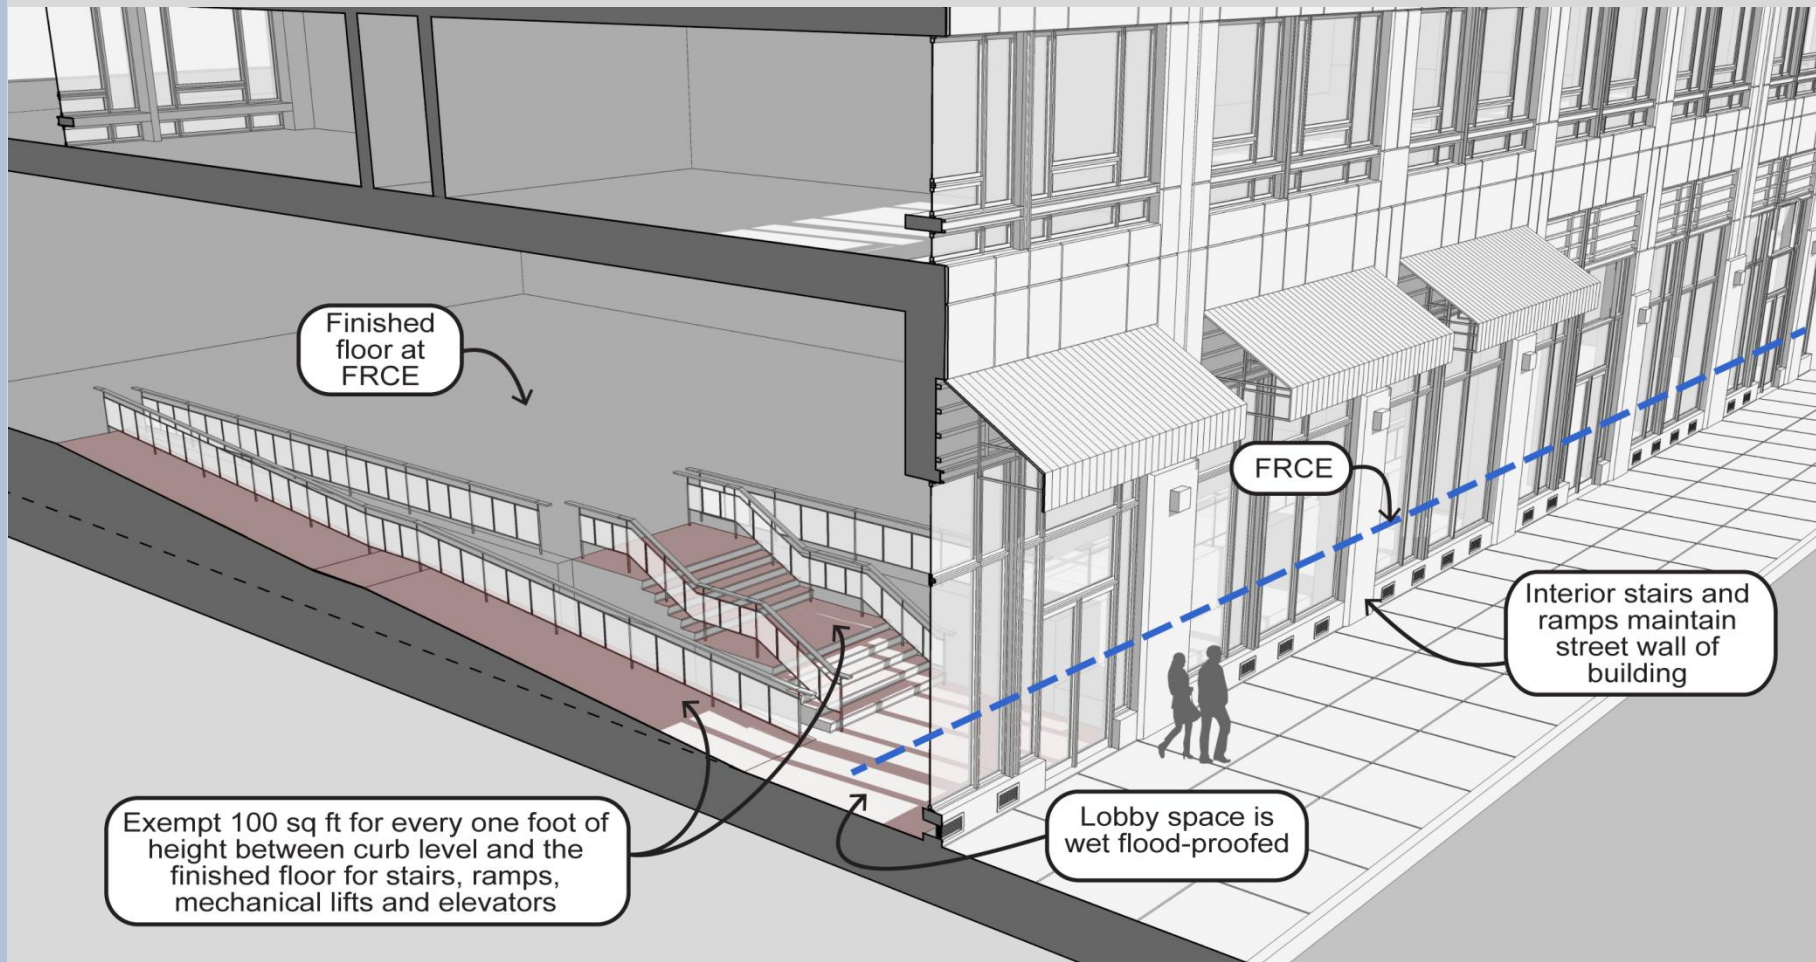 Finished
floor at
FRCE
FRCE
Interior stairs and
ramps maintain
street wall of
building
Exempt 100 sq ft for every one foot of
height between curb level and the
finished floor for stairs, ramps,
mechanical lifts and elevators
Lobby space is
wet flood-proofed